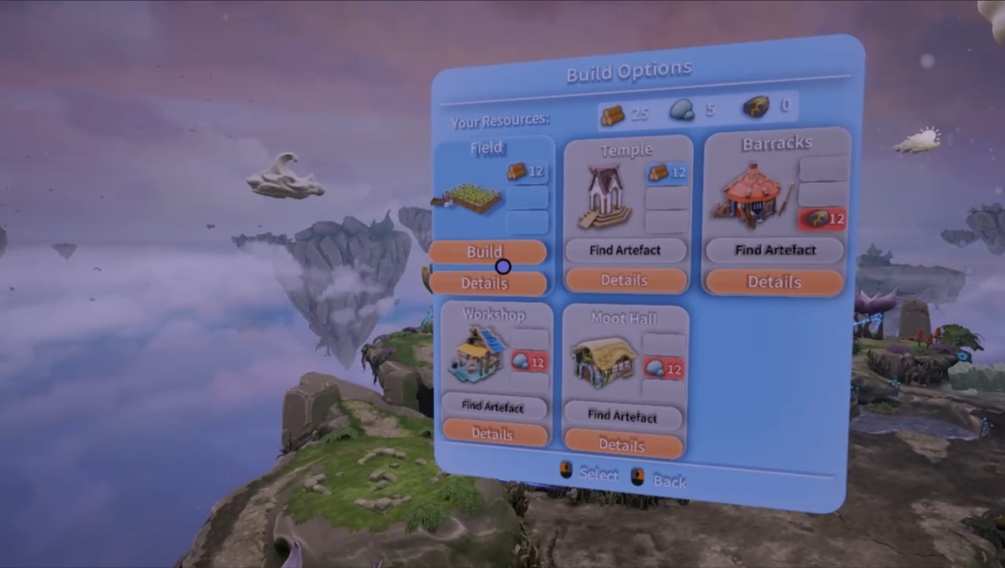 Build Options
Your Resources: 25 5 0
Field
12
Build
Details
Temple
12
Find Artefact
Details
Barracks
12
Find Artefact
Details
Workshop
12
Find Artefact
Details
Moot Hall
12
Find Artefact
Details
Select Back